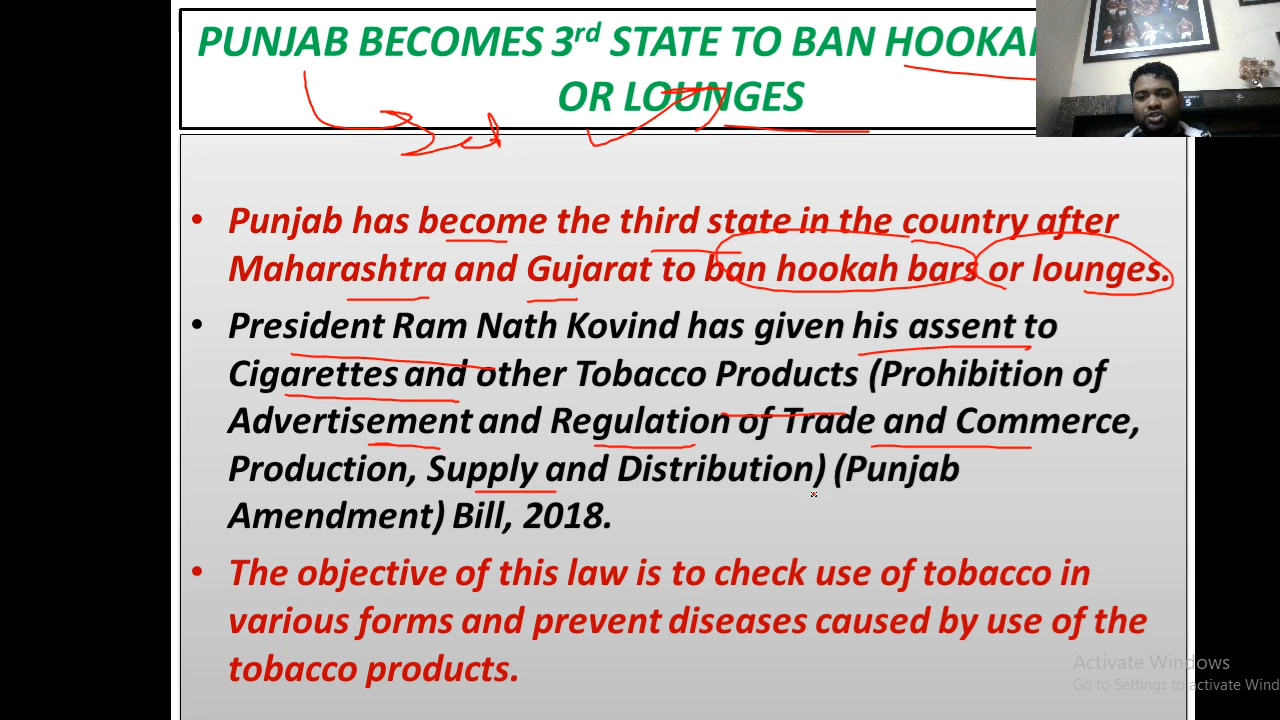 PUNJAB BECOMES 3rd STATE TO BAN HOOKAH
OR LOUNGES
3rd
• Punjab has become the third state in the country after
Maharashtra and Gujarat to ban hookah bars or lounges.
• President Ram Nath Kovind has given his assent to
Cigarettes and other Tobacco Products (Prohibition of
Advertisement and Regulation of Trade and Commerce,
Production, Supply and Distribution) (Punjab
Amendment) Bill, 2018.
• The objective of this law is to check use of tobacco in
various forms and prevent diseases caused by use of the
tobacco products.
Activate Windows
Go to Settings to activate Wind